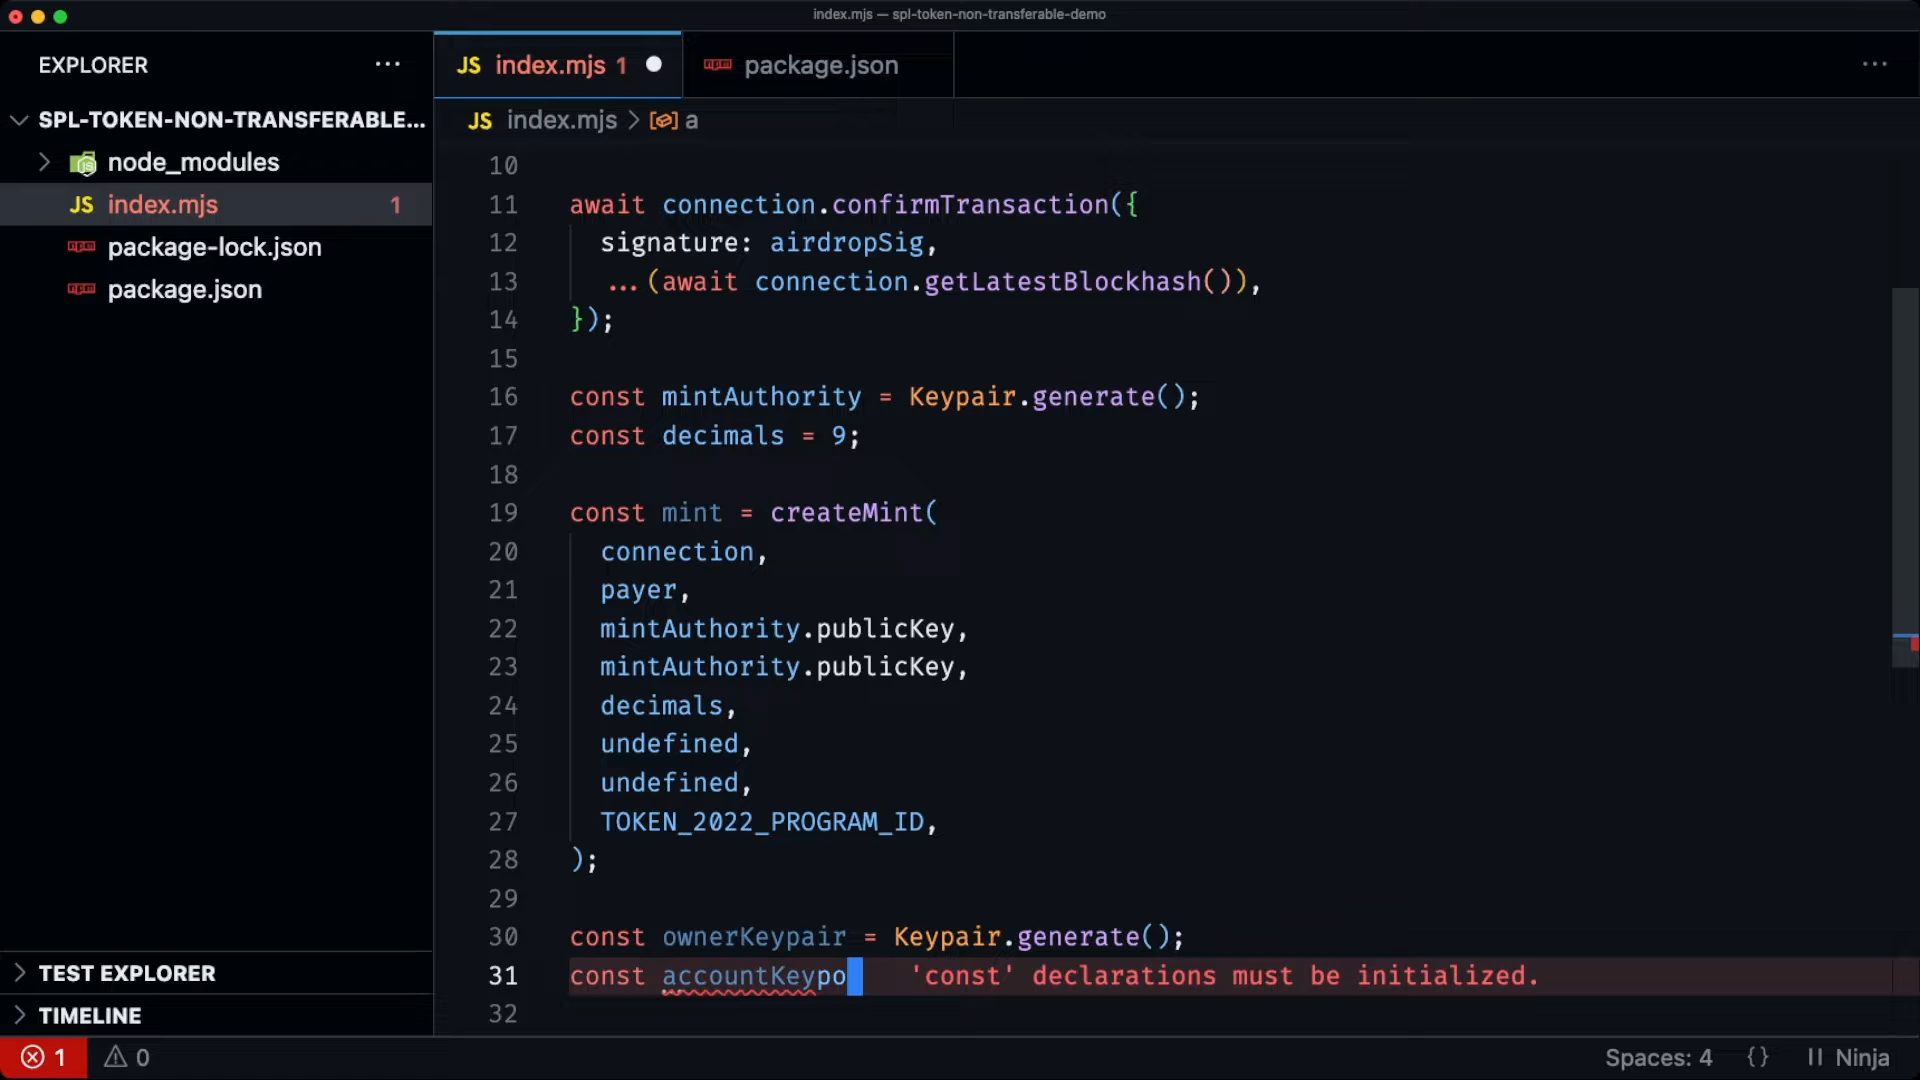 index.mjs — spl-token-non-transferable-demo
EXPLORER ...
SPL-TOKEN-NON-TRANSFERABLE...
node_modules
JS index.mjs 1
package-lock.json
package.json
JS index.mjs 1
package.json
...
JS index.mjs > a
10
11 await connection.confirmTransaction({
12 signature: airdropSig,
13 ...(await connection.getLatestBlockhash()),
14 });
15
16 const mintAuthority = Keypair.generate();
17 const decimals = 9;
18
19 const mint = createMint(
20 connection,
21 payer,
22 mintAuthority.publicKey,
23 mintAuthority.publicKey,
24 decimals,
25 undefined,
26 undefined,
27 TOKEN_2022_PROGRAM_ID,
28 );
29
30 const ownerKeypair = Keypair.generate();
31 const accountKeypo 'const' declarations must be initialized.
32
TEST EXPLORER
TIMELINE
1 0
Spaces: 4 {} Ninja